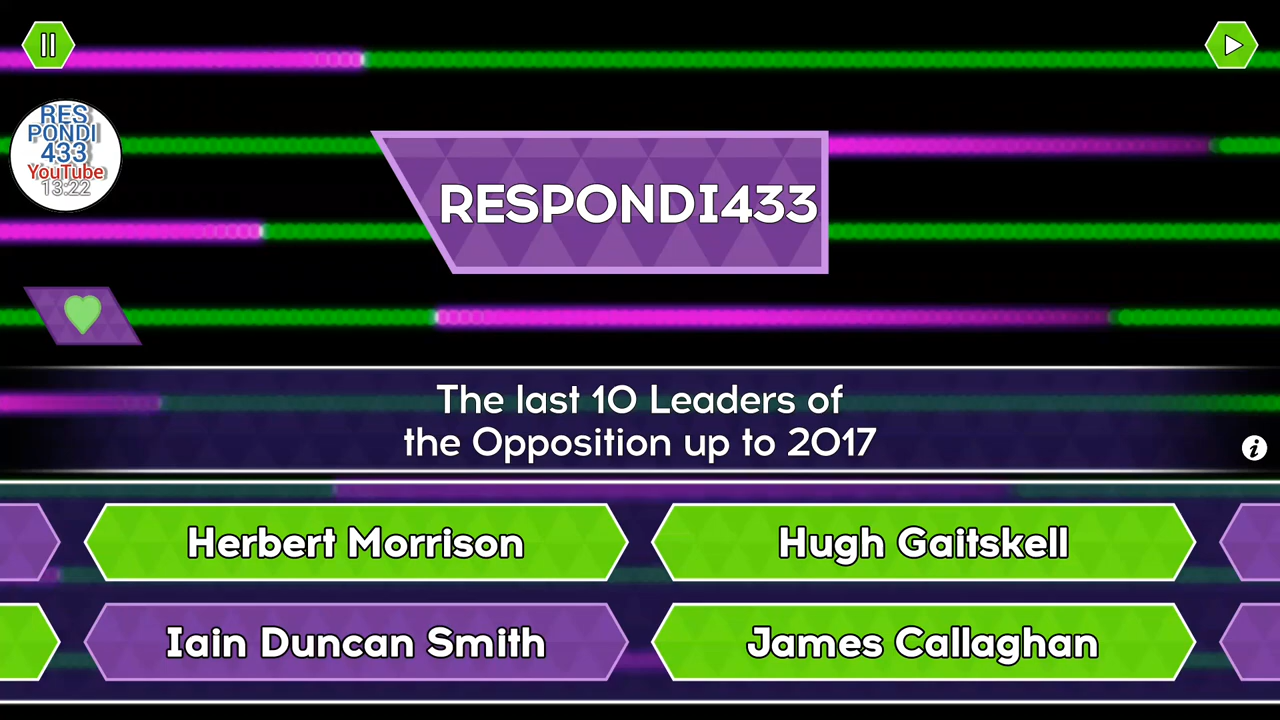 RES
PONDI
433
YouTube
13:22
RESPONDI433
The last 10 Leaders of
the Opposition up to 2017
i
Herbert Morrison
Hugh Gaitskell
Iain Duncan Smith
James Callaghan